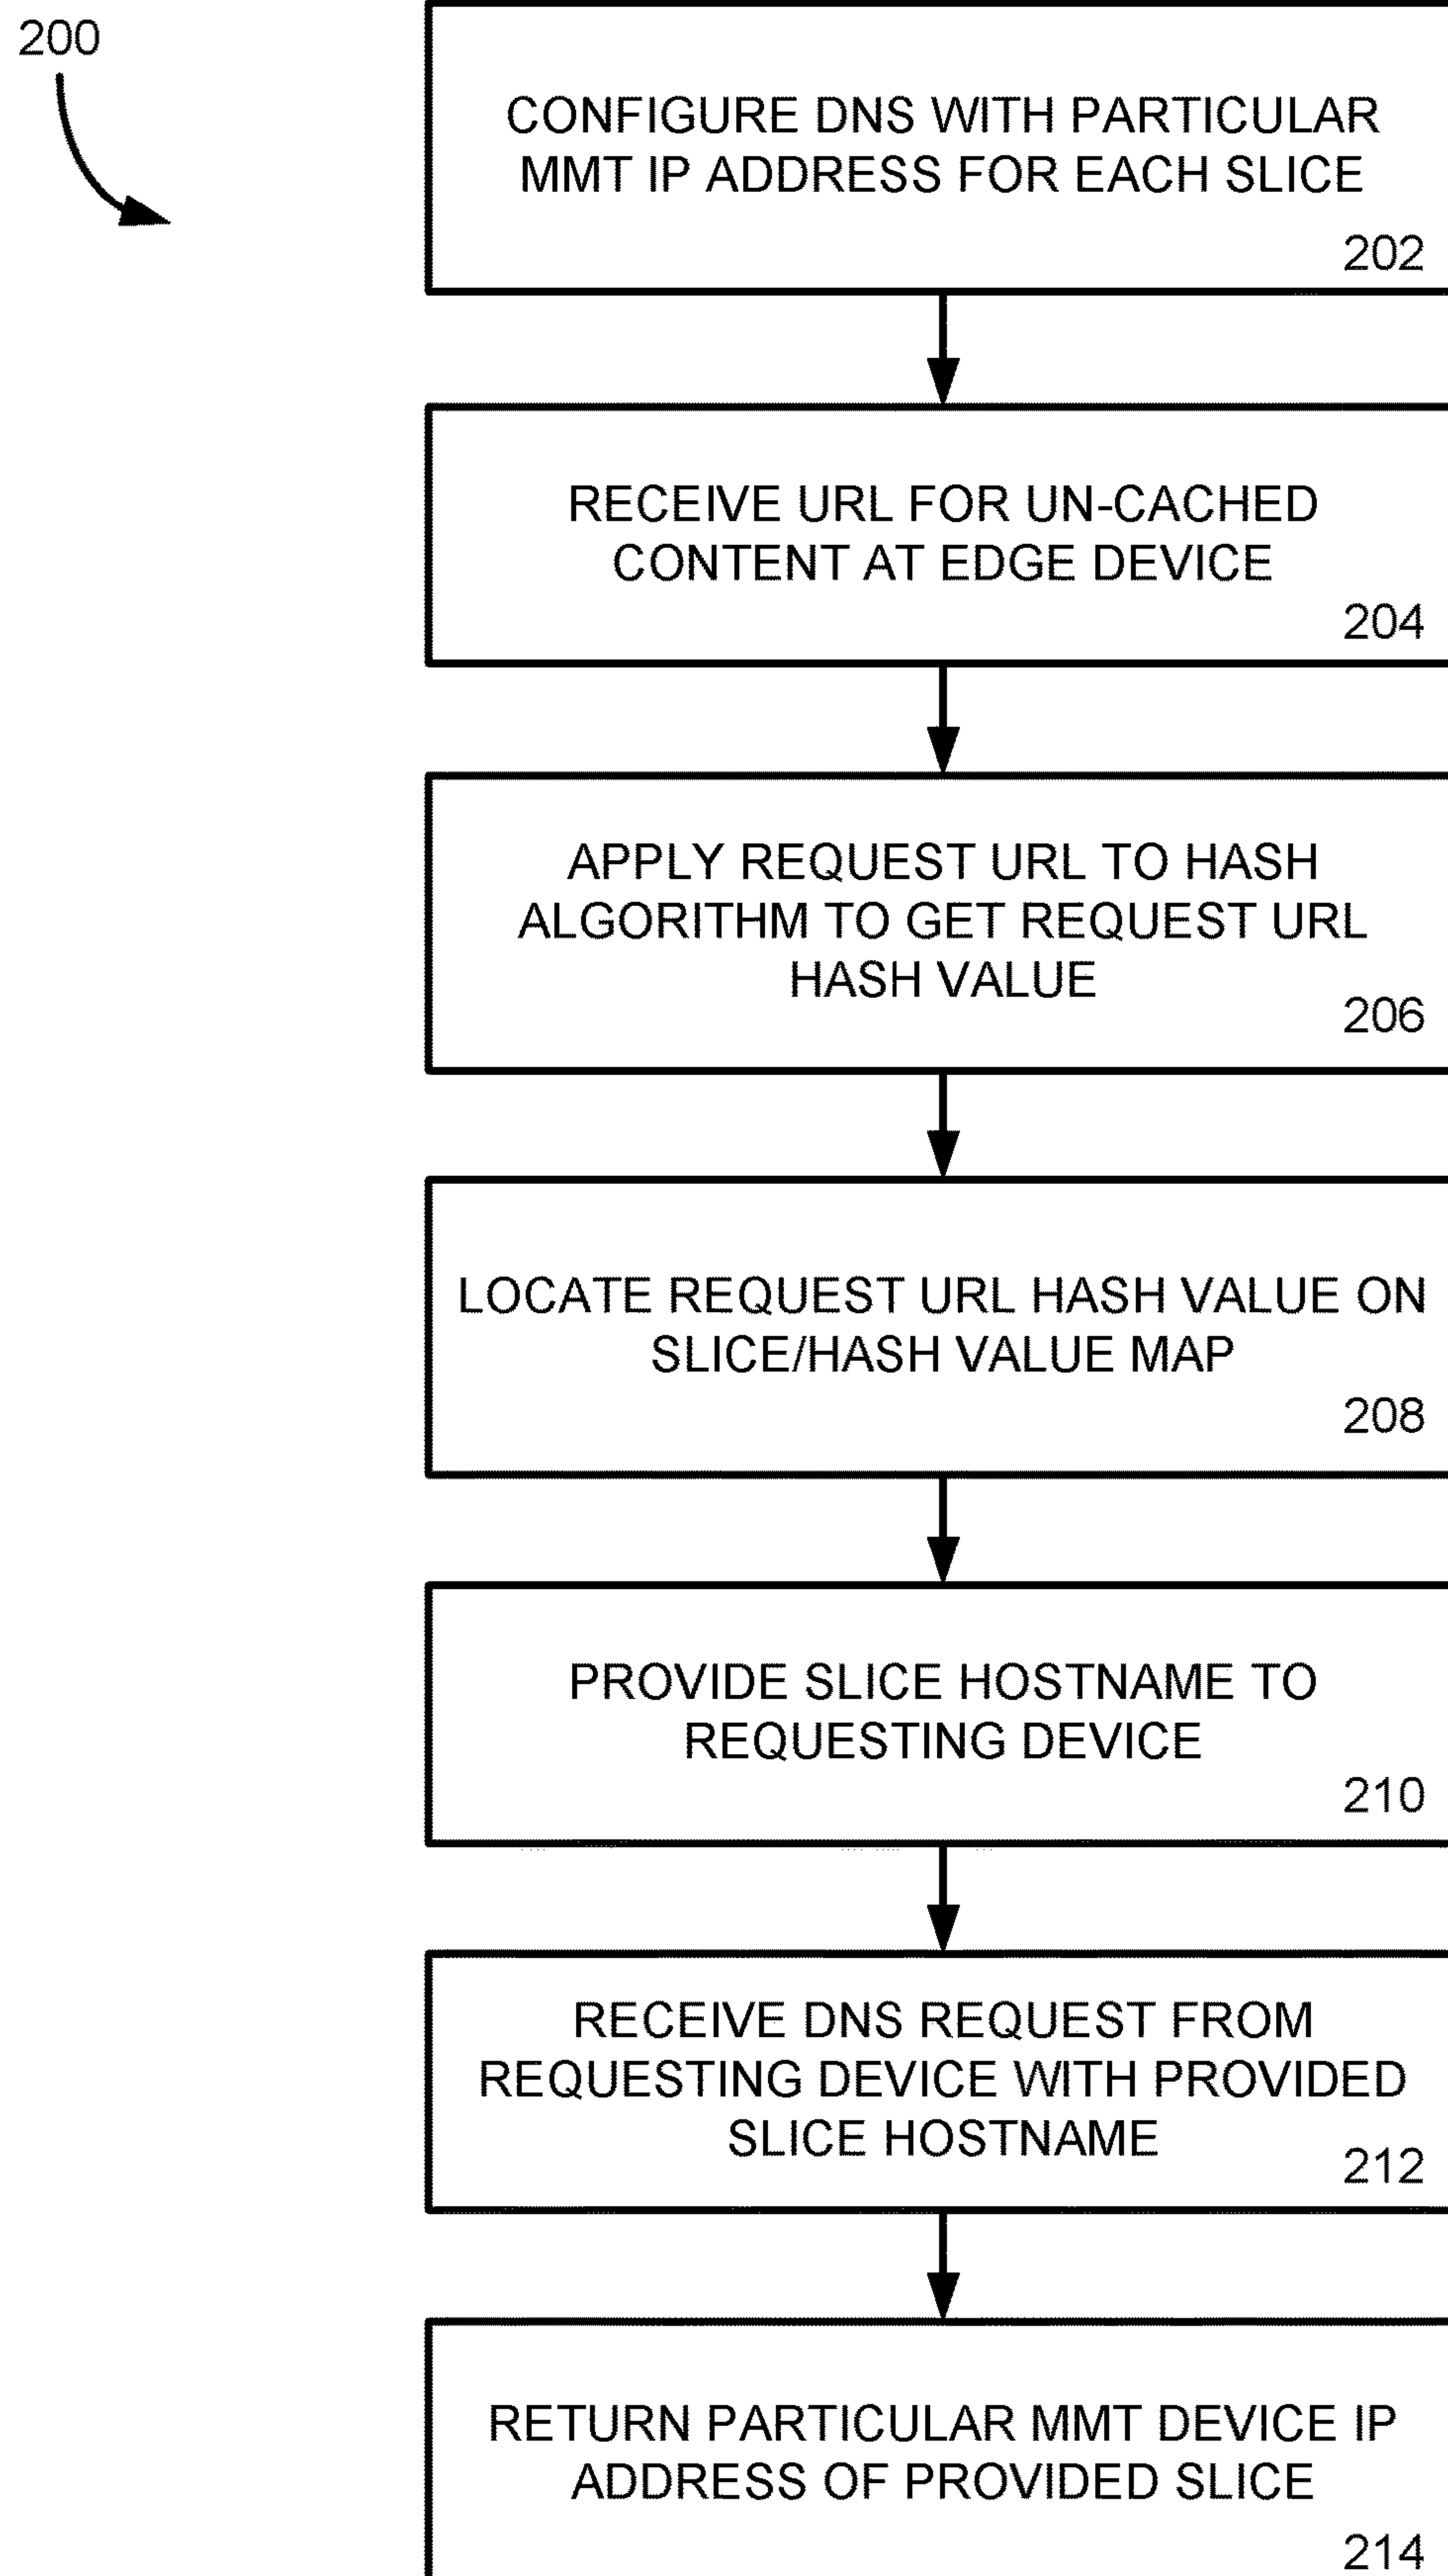 200
CONFIGURE DNS WITH PARTICULAR
MMT IP ADDRESS FOR EACH SLICE
202
RECEIVE URL FOR UN-CACHED
CONTENT AT EDGE DEVICE
204
APPLY REQUEST URL TO HASH
ALGORITHM TO GET REQUEST URL
HASH VALUE
206
LOCATE REQUEST URL HASH VALUE ON
SLICE/HASH VALUE MAP
208
PROVIDE SLICE HOSTNAME TO
REQUESTING DEVICE
210
RECEIVE DNS REQUEST FROM
REQUESTING DEVICE WITH PROVIDED
SLICE HOSTNAME
212
RETURN PARTICULAR MMT DEVICE IP
ADDRESS OF PROVIDED SLICE
214